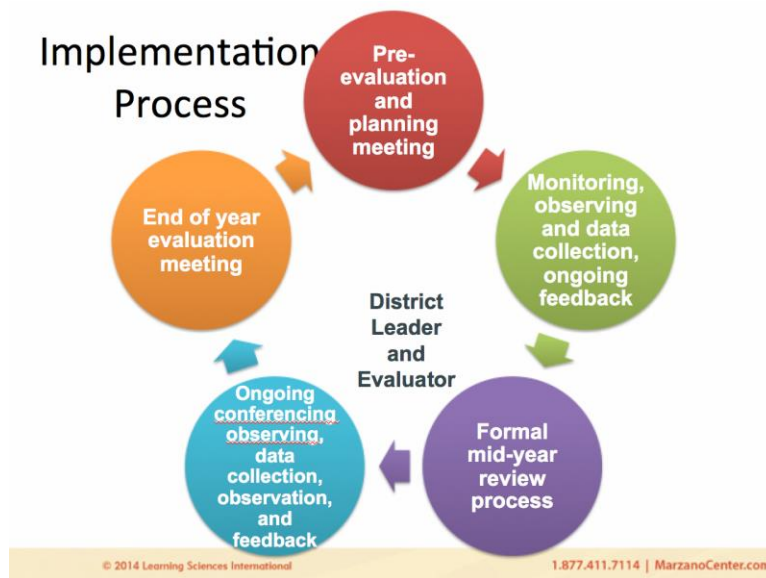 Implementation
Process
Pre-
evaluation
and
planning
meeting
Monitoring,
observing
and data
collection,
ongoing
feedback
Formal
mid-year
review
process
Ongoing
conferencing
observing,
data
collection,
observation,
and
feedback
End of year
evaluation
meeting
District
Leader
and
Evaluator
© 2014 Learning Sciences International
1.877.411.7114 | MarzanoCenter.com